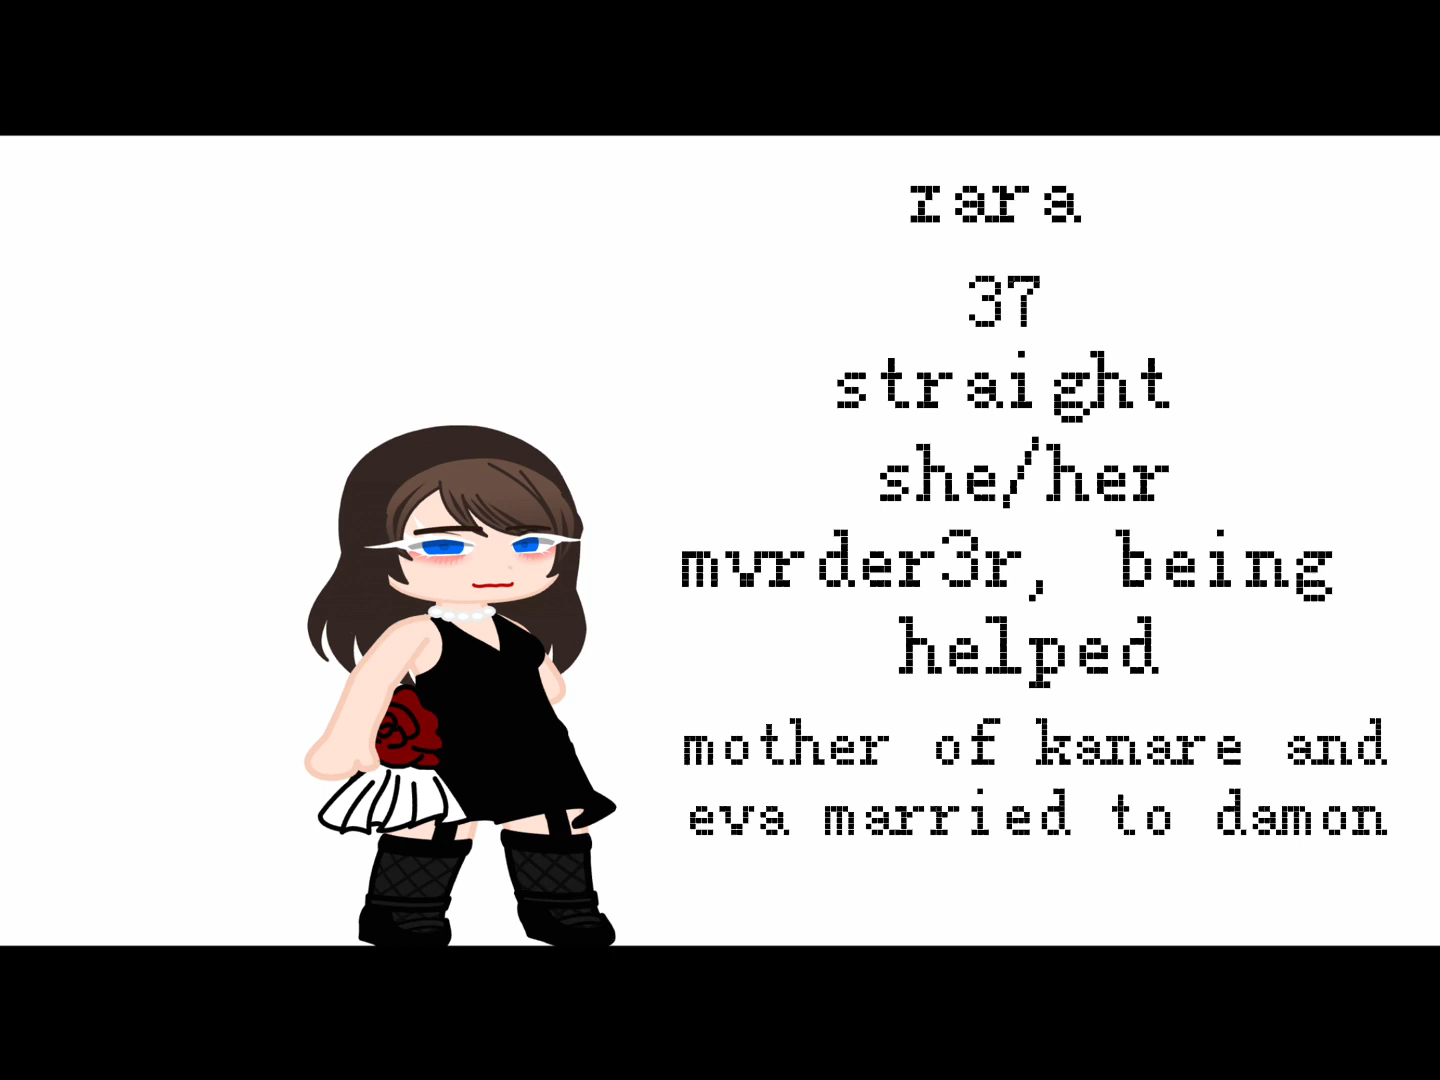 zara
37
straight
she/her
mvrder3r, being
helped
mother of kanare and
eva married to damon